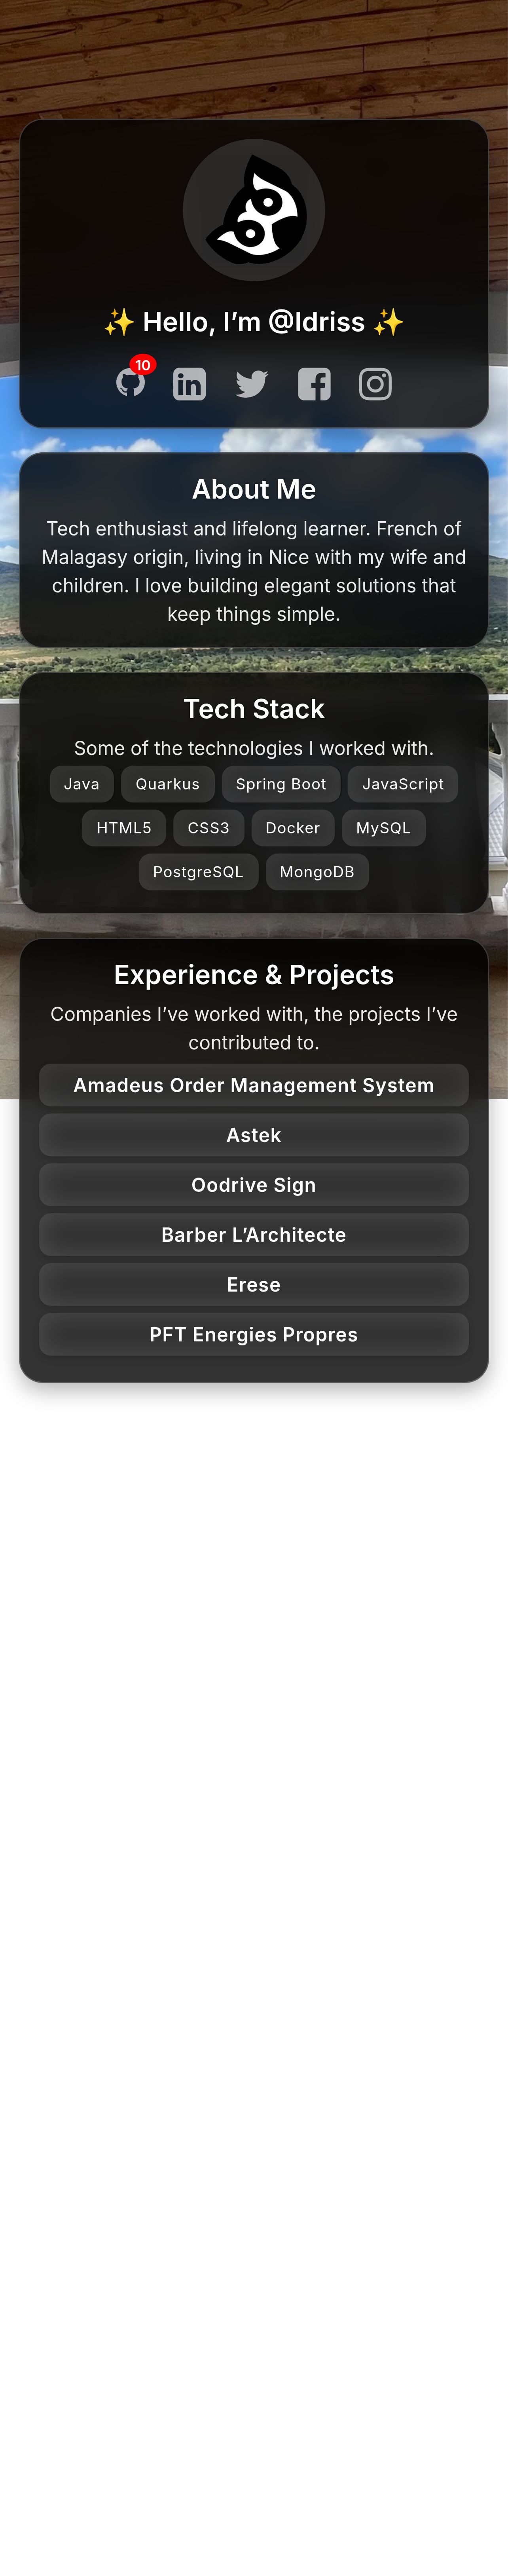 ✨ Hello, I’m @Idriss ✨
10
About Me
Tech enthusiast and lifelong learner. French of
Malagasy origin, living in Nice with my wife and
children. I love building elegant solutions that
keep things simple.
Tech Stack
Some of the technologies I worked with.
Java Quarkus Spring Boot JavaScript
HTML5 CSS3 Docker MySQL
PostgreSQL MongoDB
Experience & Projects
Companies I’ve worked with, the projects I’ve
contributed to.
Amadeus Order Management System
Astek
Oodrive Sign
Barber L’Architecte
Erese
PFT Energies Propres